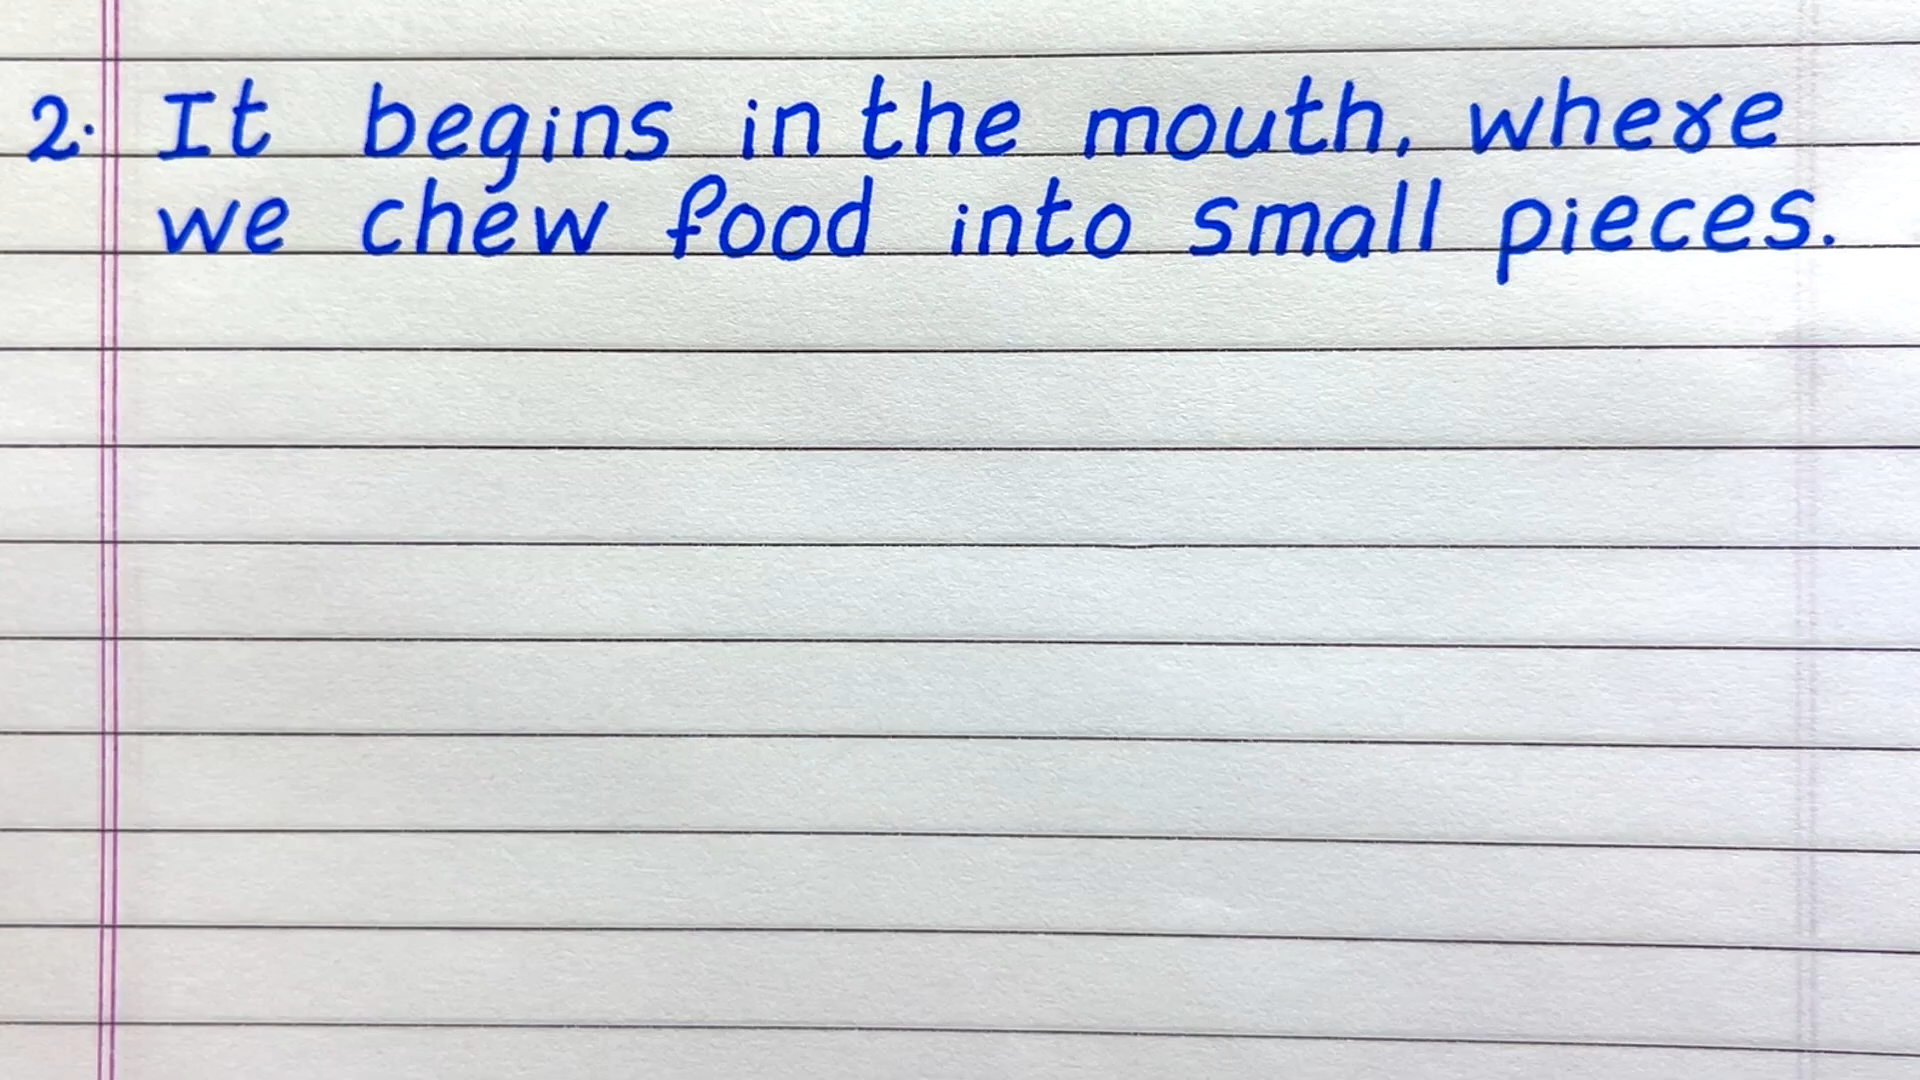 2. It begins in the mouth, where
we chew food into small pieces.